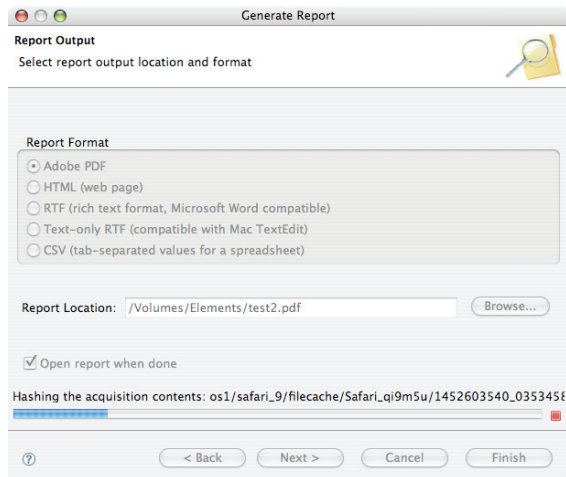 Generate Report
Report Output
Select report output location and format
Report Format
Adobe PDF
HTML (web page)
RTF (rich text format, Microsoft Word compatible)
Text-only RTF (compatible with Mac TextEdit)
CSV (tab-separated values for a spreadsheet)
Report Location: /Volumes/Elements/test2.pdf Browse...
Open report when done
Hashing the acquisition contents: os1/safari_9/filecache/Safari_qi9m5u/1452603540_0353458
? < Back Next > Cancel Finish